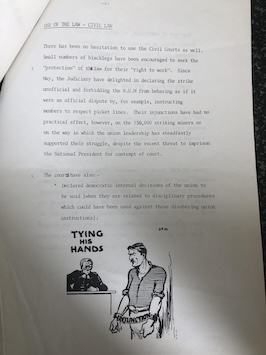 USE OF THE LAW - CIVIL LAW
There has been no hesitation to use the Civil Courts as well.
Small numbers of blacklegs have been encouraged to seek the
"protection" of the law for their "right to work". Since
May, the Judiciary have delighted in declaring the strike
unofficial and forbidding the N.U.M from behaving as if it
were an official dispute by, for example, instructing
members to respect picket lines. Their injunctions have had no
practical effect, however, on the 150,000 striking miners or
on the way in which the union leadership has steadfastly
supported their struggle, despite the recent threat to imprison
the National President for contempt of court.
The courts have also -
* Declared democratic internal decisions of the union to
be void (when they are related to disciplinary procedures
which could have been used against those disobeying union
instructions);
TYING
HIS
HANDS
INJUNCTION